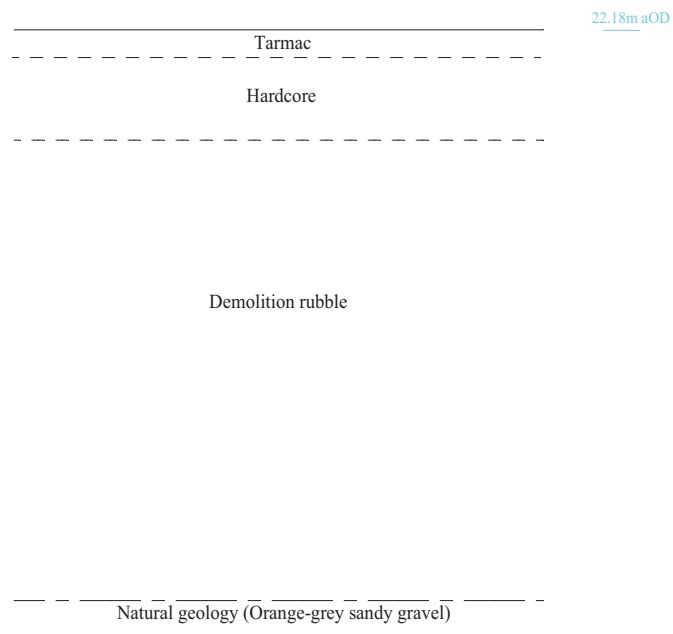 22.18m aOD
Tarmac
Hardcore
Demolition rubble
Natural geology (Orange-grey sandy gravel)